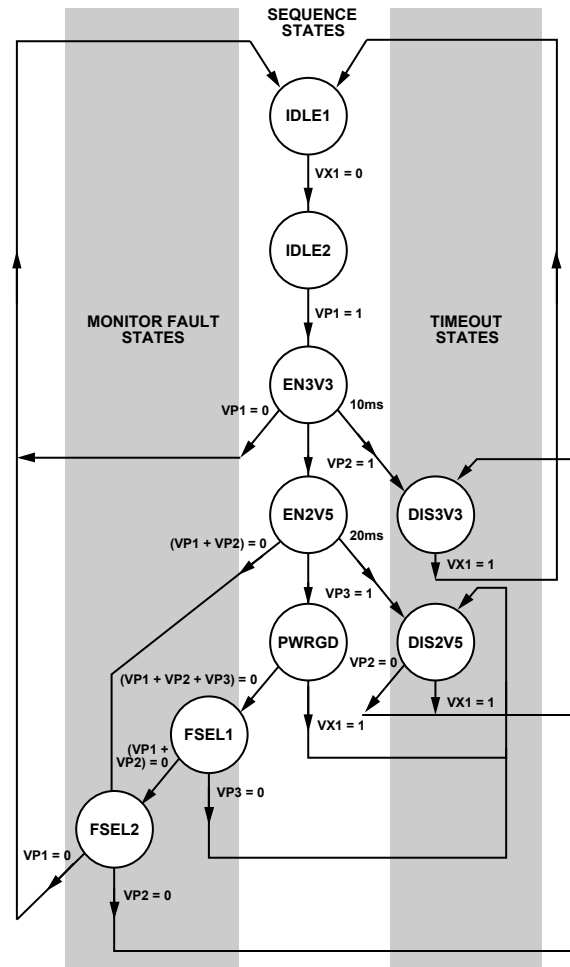 SEQUENCE
STATES
IDLE1
VX1 = 0
IDLE2
VP1 = 1
MONITOR FAULT
STATES
TIMEOUT
STATES
EN3V3
VP1 = 0
10ms
VP2 = 1
EN2V5
DIS3V3
(VP1 + VP2) = 0
20ms
VX1 = 1
VP3 = 1
PWRGD
DIS2V5
VP2 = 0
(VP1 + VP2 + VP3) = 0
VX1 = 1
VX1 = 1
FSEL1
(VP1 +
VP2) = 0
VP3 = 0
FSEL2
VP1 = 0
VP2 = 0